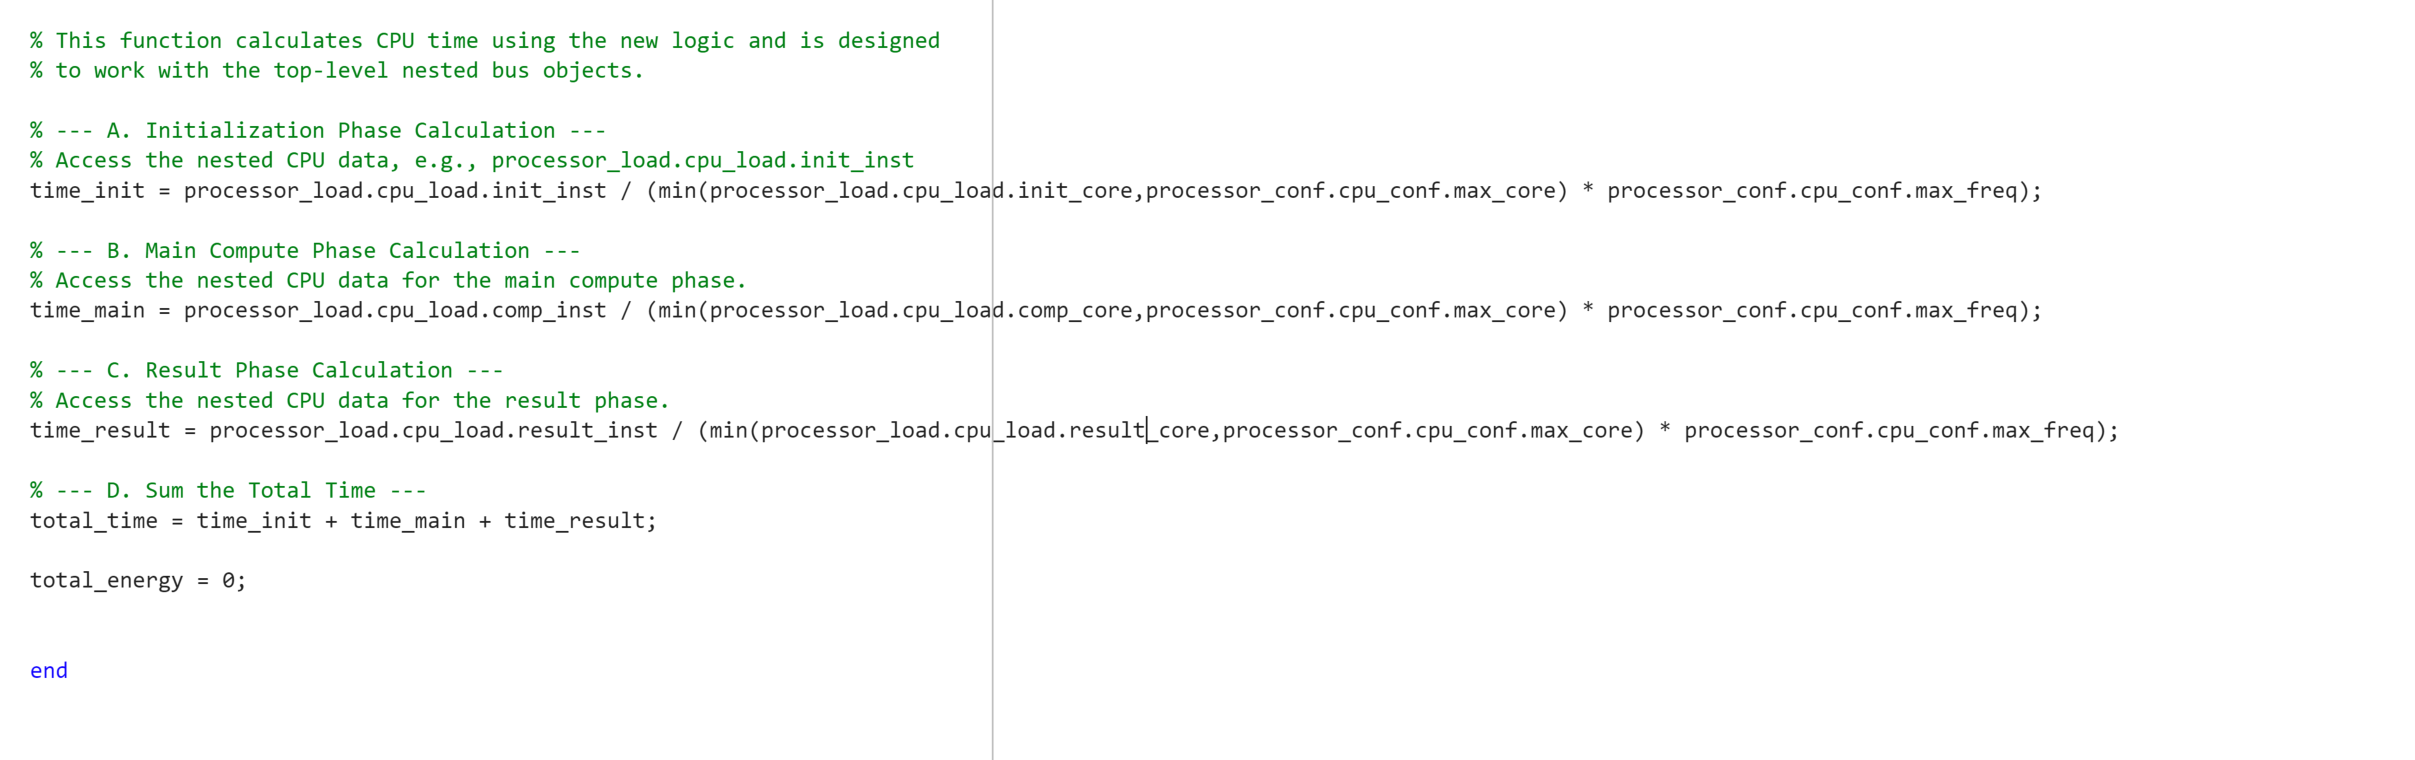 % This function calculates CPU time using the new logic and is designed
% to work with the top-level nested bus objects.
% --- A. Initialization Phase Calculation ---
% Access the nested CPU data, e.g., processor_load.cpu_load.init_inst
time_init = processor_load.cpu_load.init_inst / (min(processor_load.cpu_load.init_core,processor_conf.cpu_conf.max_core) * processor_conf.cpu_conf.max_freq);
% --- B. Main Compute Phase Calculation ---
% Access the nested CPU data for the main compute phase.
time_main = processor_load.cpu_load.comp_inst / (min(processor_load.cpu_load.comp_core,processor_conf.cpu_conf.max_core) * processor_conf.cpu_conf.max_freq);
% --- C. Result Phase Calculation ---
% Access the nested CPU data for the result phase.
time_result = processor_load.cpu_load.result_inst / (min(processor_load.cpu_load.result_core,processor_conf.cpu_conf.max_core) * processor_conf.cpu_conf.max_freq);
% --- D. Sum the Total Time ---
total_time = time_init + time_main + time_result;
total_energy = 0;
end